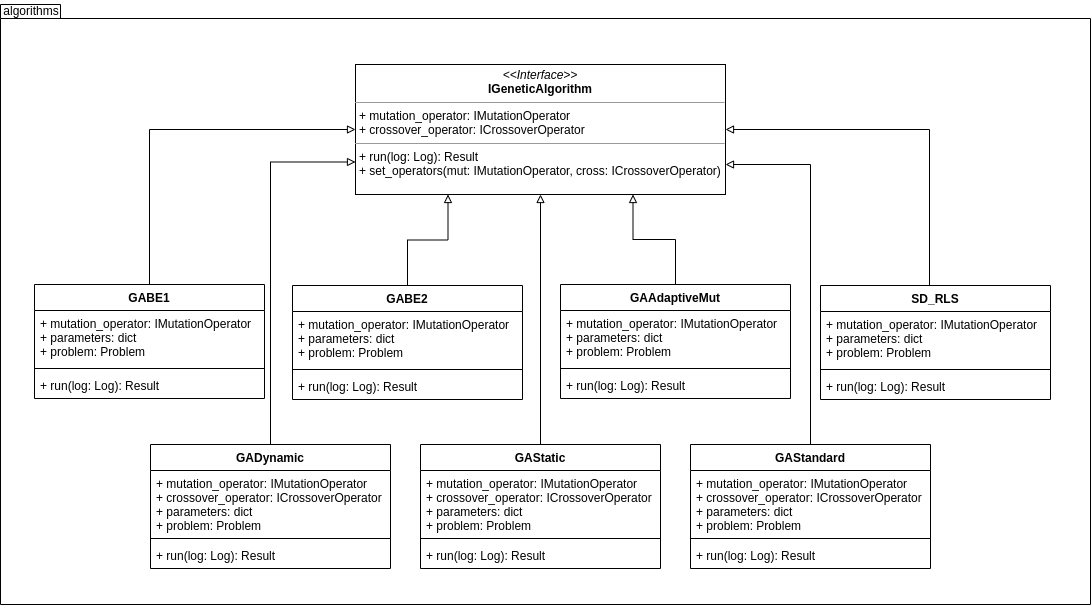 algorithms
<<Interface>>
IGeneticAlgorithm
+ mutation_operator: IMutationOperator
+ crossover_operator: ICrossoverOperator
+ run(log: Log): Result
+ set_operators(mut: IMutationOperator, cross: ICrossoverOperator)
GABE1
+ mutation_operator: IMutationOperator
+ parameters: dict
+ problem: Problem
+ run(log: Log): Result
GABE2
+ mutation_operator: IMutationOperator
+ parameters: dict
+ problem: Problem
+ run(log: Log): Result
GAAdaptiveMut
+ mutation_operator: IMutationOperator
+ parameters: dict
+ problem: Problem
+ run(log: Log): Result
SD_RLS
+ mutation_operator: IMutationOperator
+ parameters: dict
+ problem: Problem
+ run(log: Log): Result
GADynamic
+ mutation_operator: IMutationOperator
+ crossover_operator: ICrossoverOperator
+ parameters: dict
+ problem: Problem
+ run(log: Log): Result
GAStatic
+ mutation_operator: IMutationOperator
+ crossover_operator: ICrossoverOperator
+ parameters: dict
+ problem: Problem
+ run(log: Log): Result
GAStandard
+ mutation_operator: IMutationOperator
+ crossover_operator: ICrossoverOperator
+ parameters: dict
+ problem: Problem
+ run(log: Log): Result